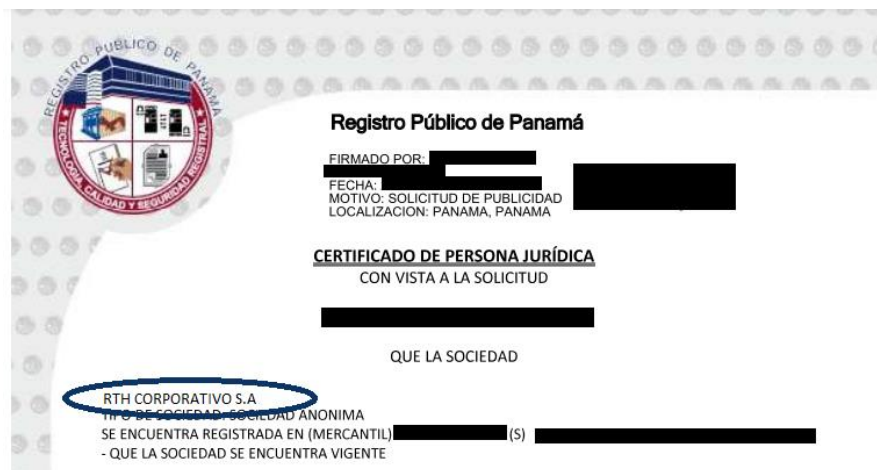 REGISTRO PUBLICO DE PANAMA
TECNOLOGIA, CALIDAD Y SEGURIDAD REGISTRAL
Registro Público de Panamá
FIRMADO POR:
FECHA:
MOTIVO: SOLICITUD DE PUBLICIDAD
LOCALIZACION: PANAMA, PANAMA
CERTIFICADO DE PERSONA JURÍDICA
CON VISTA A LA SOLICITUD
QUE LA SOCIEDAD
RTH CORPORATIVO S.A
TIPO DE SOCIEDAD: SOCIEDAD ANONIMA
SE ENCUENTRA REGISTRADA EN (MERCANTIL) (S)
- QUE LA SOCIEDAD SE ENCUENTRA VIGENTE